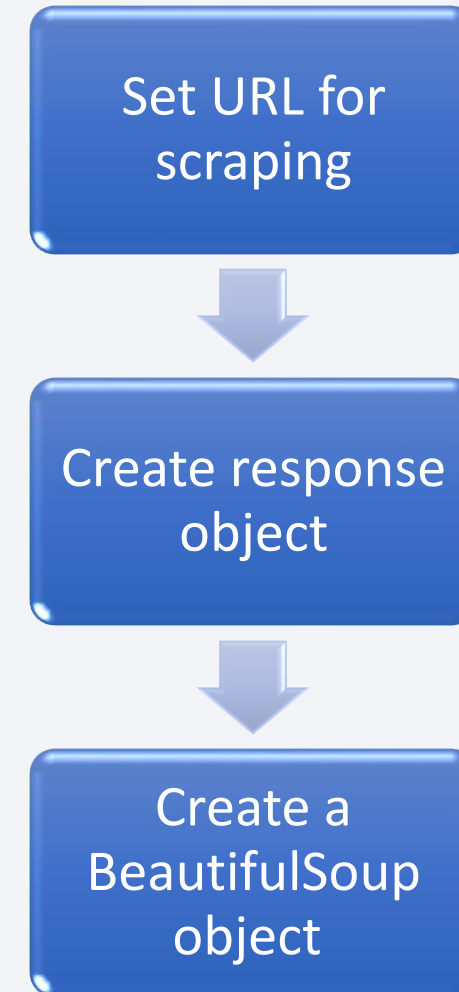 Set URL for
scraping
Create response
object
Create a
BeautifulSoup
object